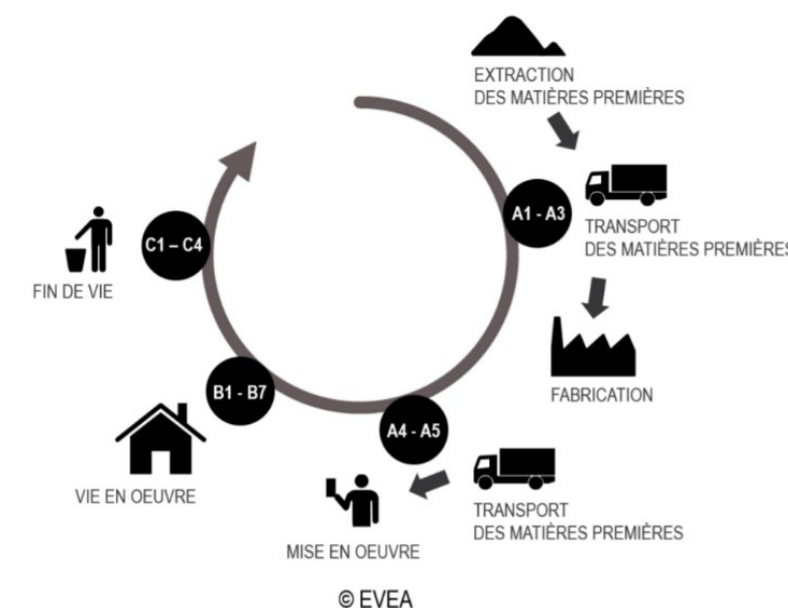 EXTRACTION
DES MATIÈRES PREMIÈRES
A1 - A3
TRANSPORT
DES MATIÈRES PREMIÈRES
FABRICATION
A4 - A5
TRANSPORT
DES MATIÈRES PREMIÈRES
MISE EN OEUVRE
B1 - B7
VIE EN OEUVRE
C1 – C4
FIN DE VIE
© EVEA